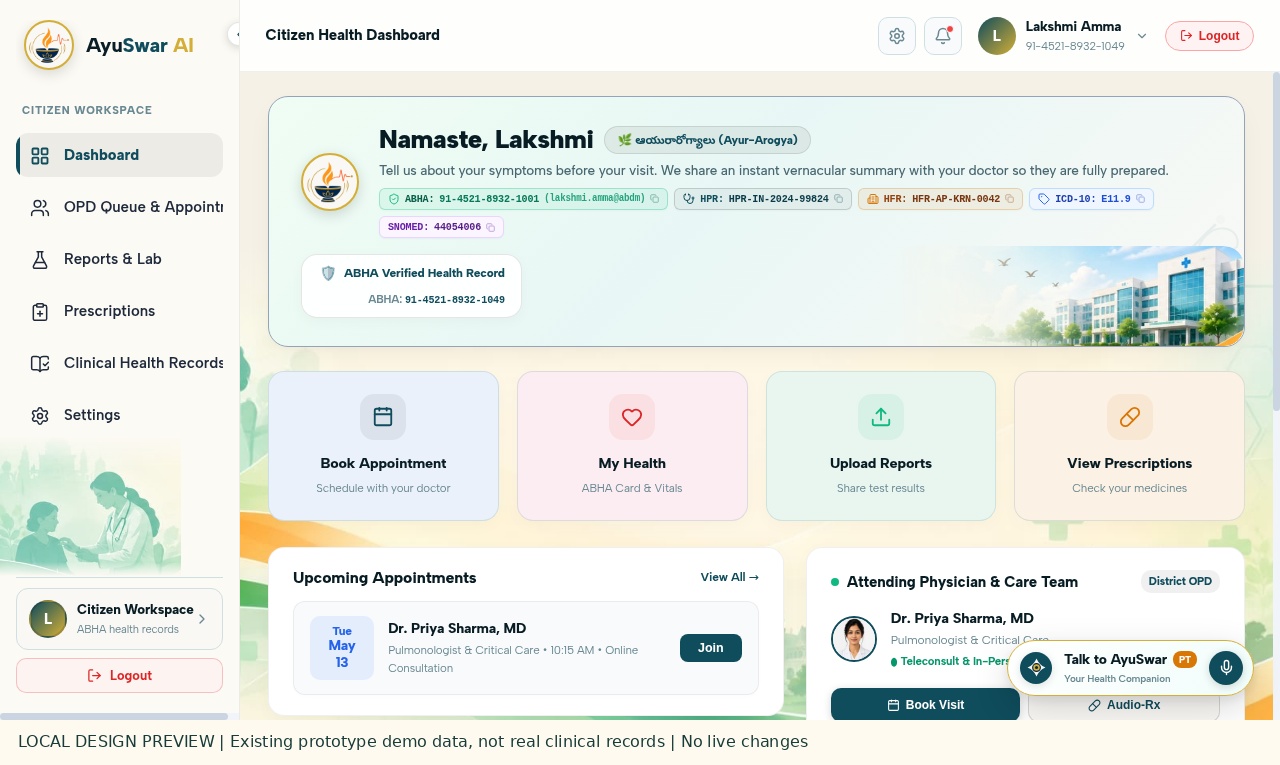 AyuSwar AI
Citizen Health Dashboard
L
Lakshmi Amma
91-4521-8932-1049
Logout
CITIZEN WORKSPACE
Dashboard
OPD Queue & Appointr
Reports & Lab
Prescriptions
Clinical Health Records
Settings
L
Citizen Workspace
ABHA health records
Logout
Namaste, Lakshmi
🌿 ఆయురారోగ్యాలు (Ayur-Arogya)
Tell us about your symptoms before your visit. We share an instant vernacular summary with your doctor so they are fully prepared.
ABHA: 91-4521-8932-1001 (lakshmi.amma@abdm)
HPR: HPR-IN-2024-99824
HFR: HFR-AP-KRN-0042
ICD-10: E11.9
SNOMED: 44054006
ABHA Verified Health Record
ABHA: 91-4521-8932-1049
Book Appointment
Schedule with your doctor
My Health
ABHA Card & Vitals
Upload Reports
Share test results
View Prescriptions
Check your medicines
Upcoming Appointments
View All →
Tue
May
13
Dr. Priya Sharma, MD
Pulmonologist & Critical Care • 10:15 AM • Online
Consultation
Join
Attending Physician & Care Team
District OPD
Dr. Priya Sharma, MD
Pulmonologist & Critical Care
Teleconsult & In-Pers
Book Visit
Audio-Rx
Talk to AyuSwar PT
Your Health Companion
LOCAL DESIGN PREVIEW | Existing prototype demo data, not real clinical records | No live changes